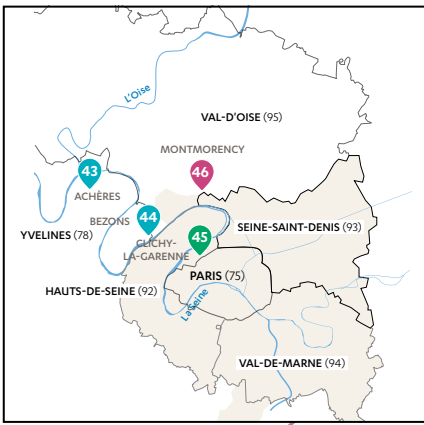 L'Oise
VAL-D'OISE (95)
MONTMORENCY
43
46
ACHÈRES
BEZONS
44
YVELINES (78)
SEINE-SAINT-DENIS (93)
45
CLICHY-
LA-GARENNE
PARIS (75)
HAUTS-DE-SEINE (92)
La Seine
VAL-DE-MARNE (94)